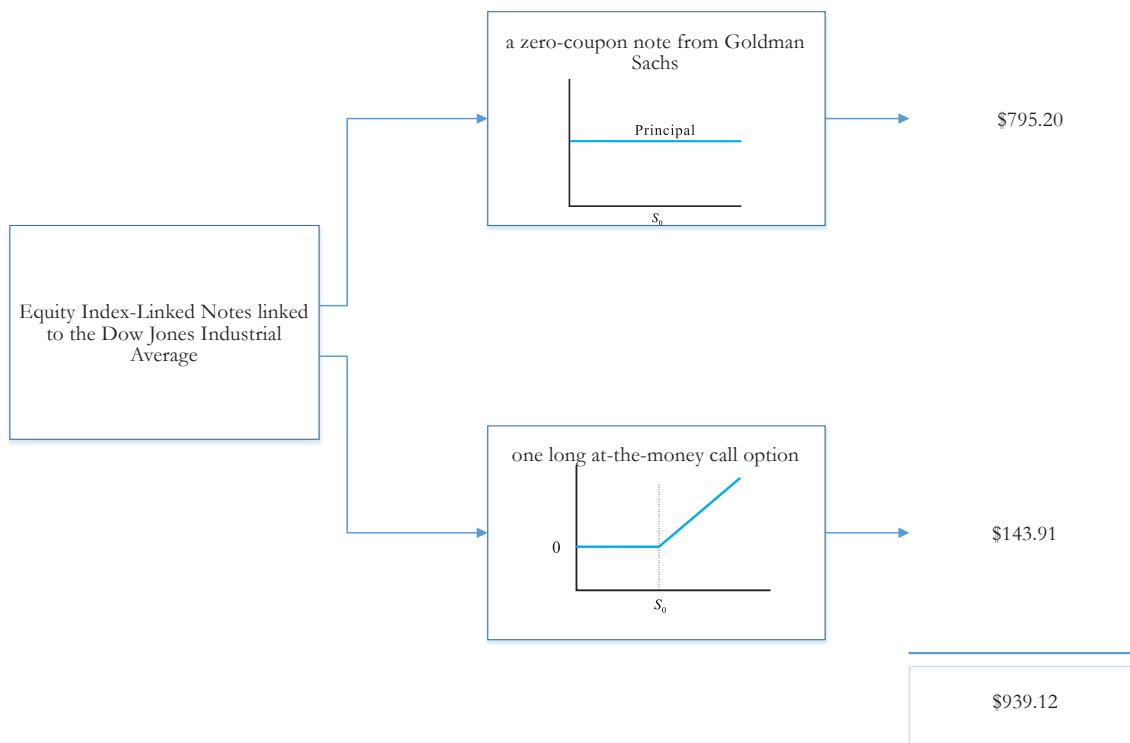 a zero-coupon note from Goldman
Sachs
Principal
S₀
$795.20
Equity Index-Linked Notes linked
to the Dow Jones Industrial
Average
one long at-the-money call option
0
S₀
$143.91
$939.12